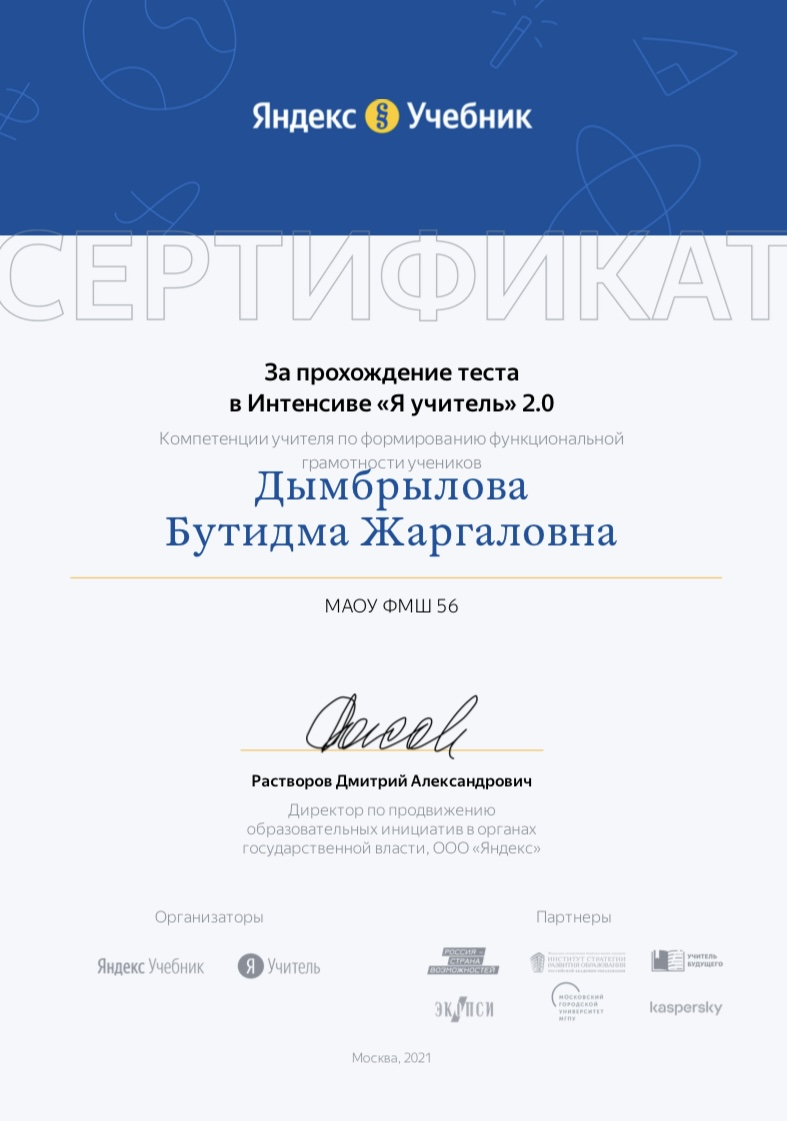 Яндекс Учебник
СЕРТИФИКАТ
За прохождение теста
в Интенсиве «Я учитель» 2.0
Компетенции учителя по формированию функциональной
грамотности учеников
Дымбрылова
Бутидма Жаргаловна
МАОУ ФМШ 56
Растворов Дмитрий Александрович
Директор по продвижению
образовательных инициатив в органах
государственной власти, ООО «Яндекс»
Организаторы
Партнеры
Яндекс Учебник
Я Учитель
РОССИЯ –
СТРАНА
ВОЗМОЖНОСТЕЙ
ИНСТИТУТ СТРАТЕГИИ
РАЗВИТИЯ ОБРАЗОВАНИЯ
РОССИЙСКОЙ АКАДЕМИИ ОБРАЗОВАНИЯ
УЧИТЕЛЬ
БУДУЩЕГО
ЭКОПСИ
МОСКОВСКИЙ
ГОРОДСКОЙ
УНИВЕРСИТЕТ
МГПУ
kaspersky
Москва, 2021